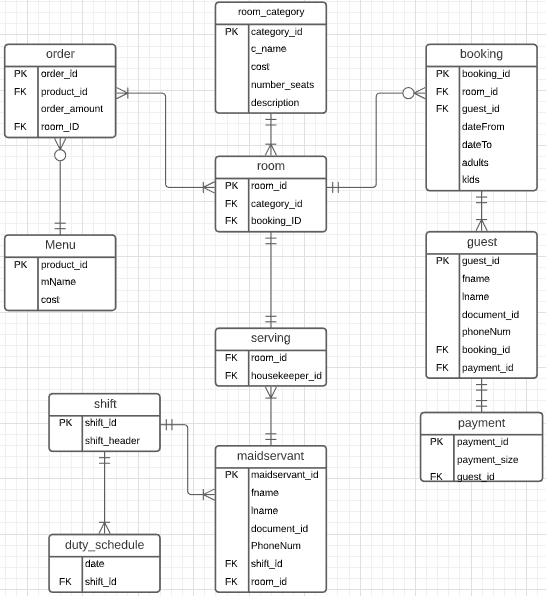 room_category
PK category_id
c_name
cost
number_seats
description
order
PK order_id
FK product_id
order_amount
FK room_ID
booking
PK booking_id
FK room_id
FK guest_id
dateFrom
dateTo
adults
kids
room
PK room_id
FK category_id
FK booking_ID
Menu
PK product_id
mName
cost
guest
PK guest_id
fname
lname
document_id
phoneNum
FK booking_id
FK payment_id
serving
FK room_id
FK housekeeper_id
shift
PK shift_id
shift_header
payment
PK payment_id
payment_size
FK guest_id
maidservant
PK maidservant_id
fname
lname
document_id
PhoneNum
FK shift_id
FK room_id
duty_schedule
date
FK shift_id